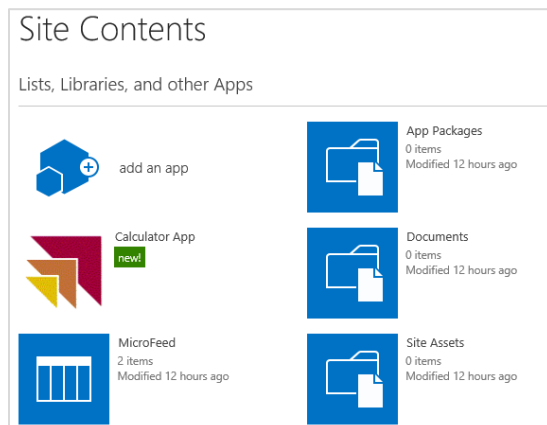 Site Contents
Lists, Libraries, and other Apps
add an app
App Packages
0 items
Modified 12 hours ago
Calculator App
new!
Documents
0 items
Modified 12 hours ago
MicroFeed
2 items
Modified 12 hours ago
Site Assets
0 items
Modified 12 hours ago